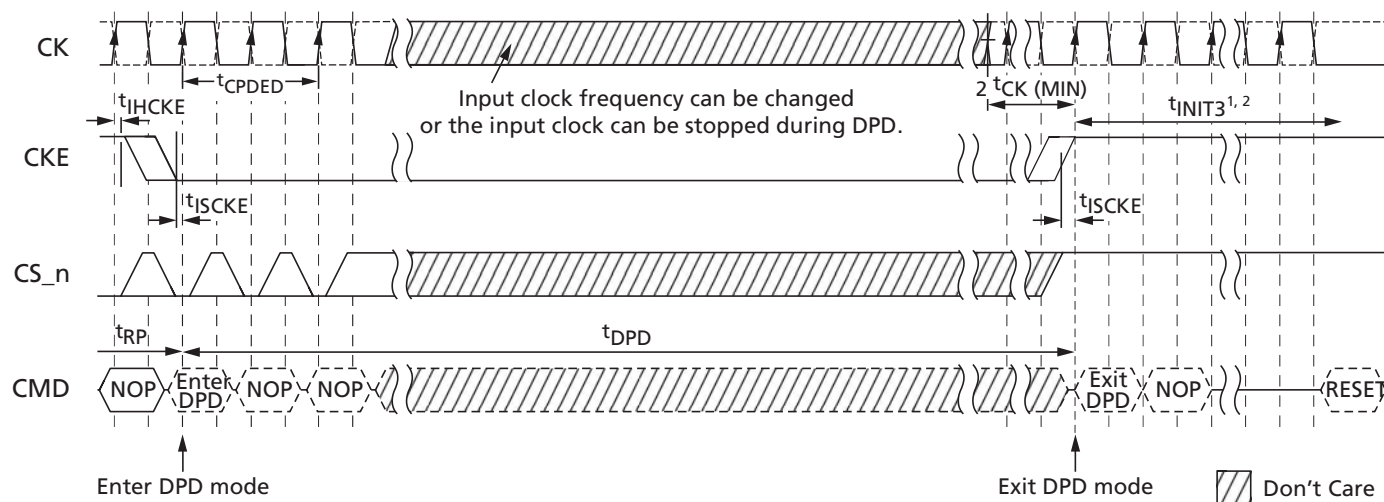 CK
tCPDED
2 tCK (MIN)
tIHCKE
Input clock frequency can be changed
or the input clock can be stopped during DPD.
tINIT3 1, 2
CKE
tISCKE
tISCKE
CS_n
tRP
tDPD
CMD
NOP
Enter
DPD
NOP
NOP
Exit
DPD
NOP
RESET
Enter DPD mode
Exit DPD mode
Don't Care